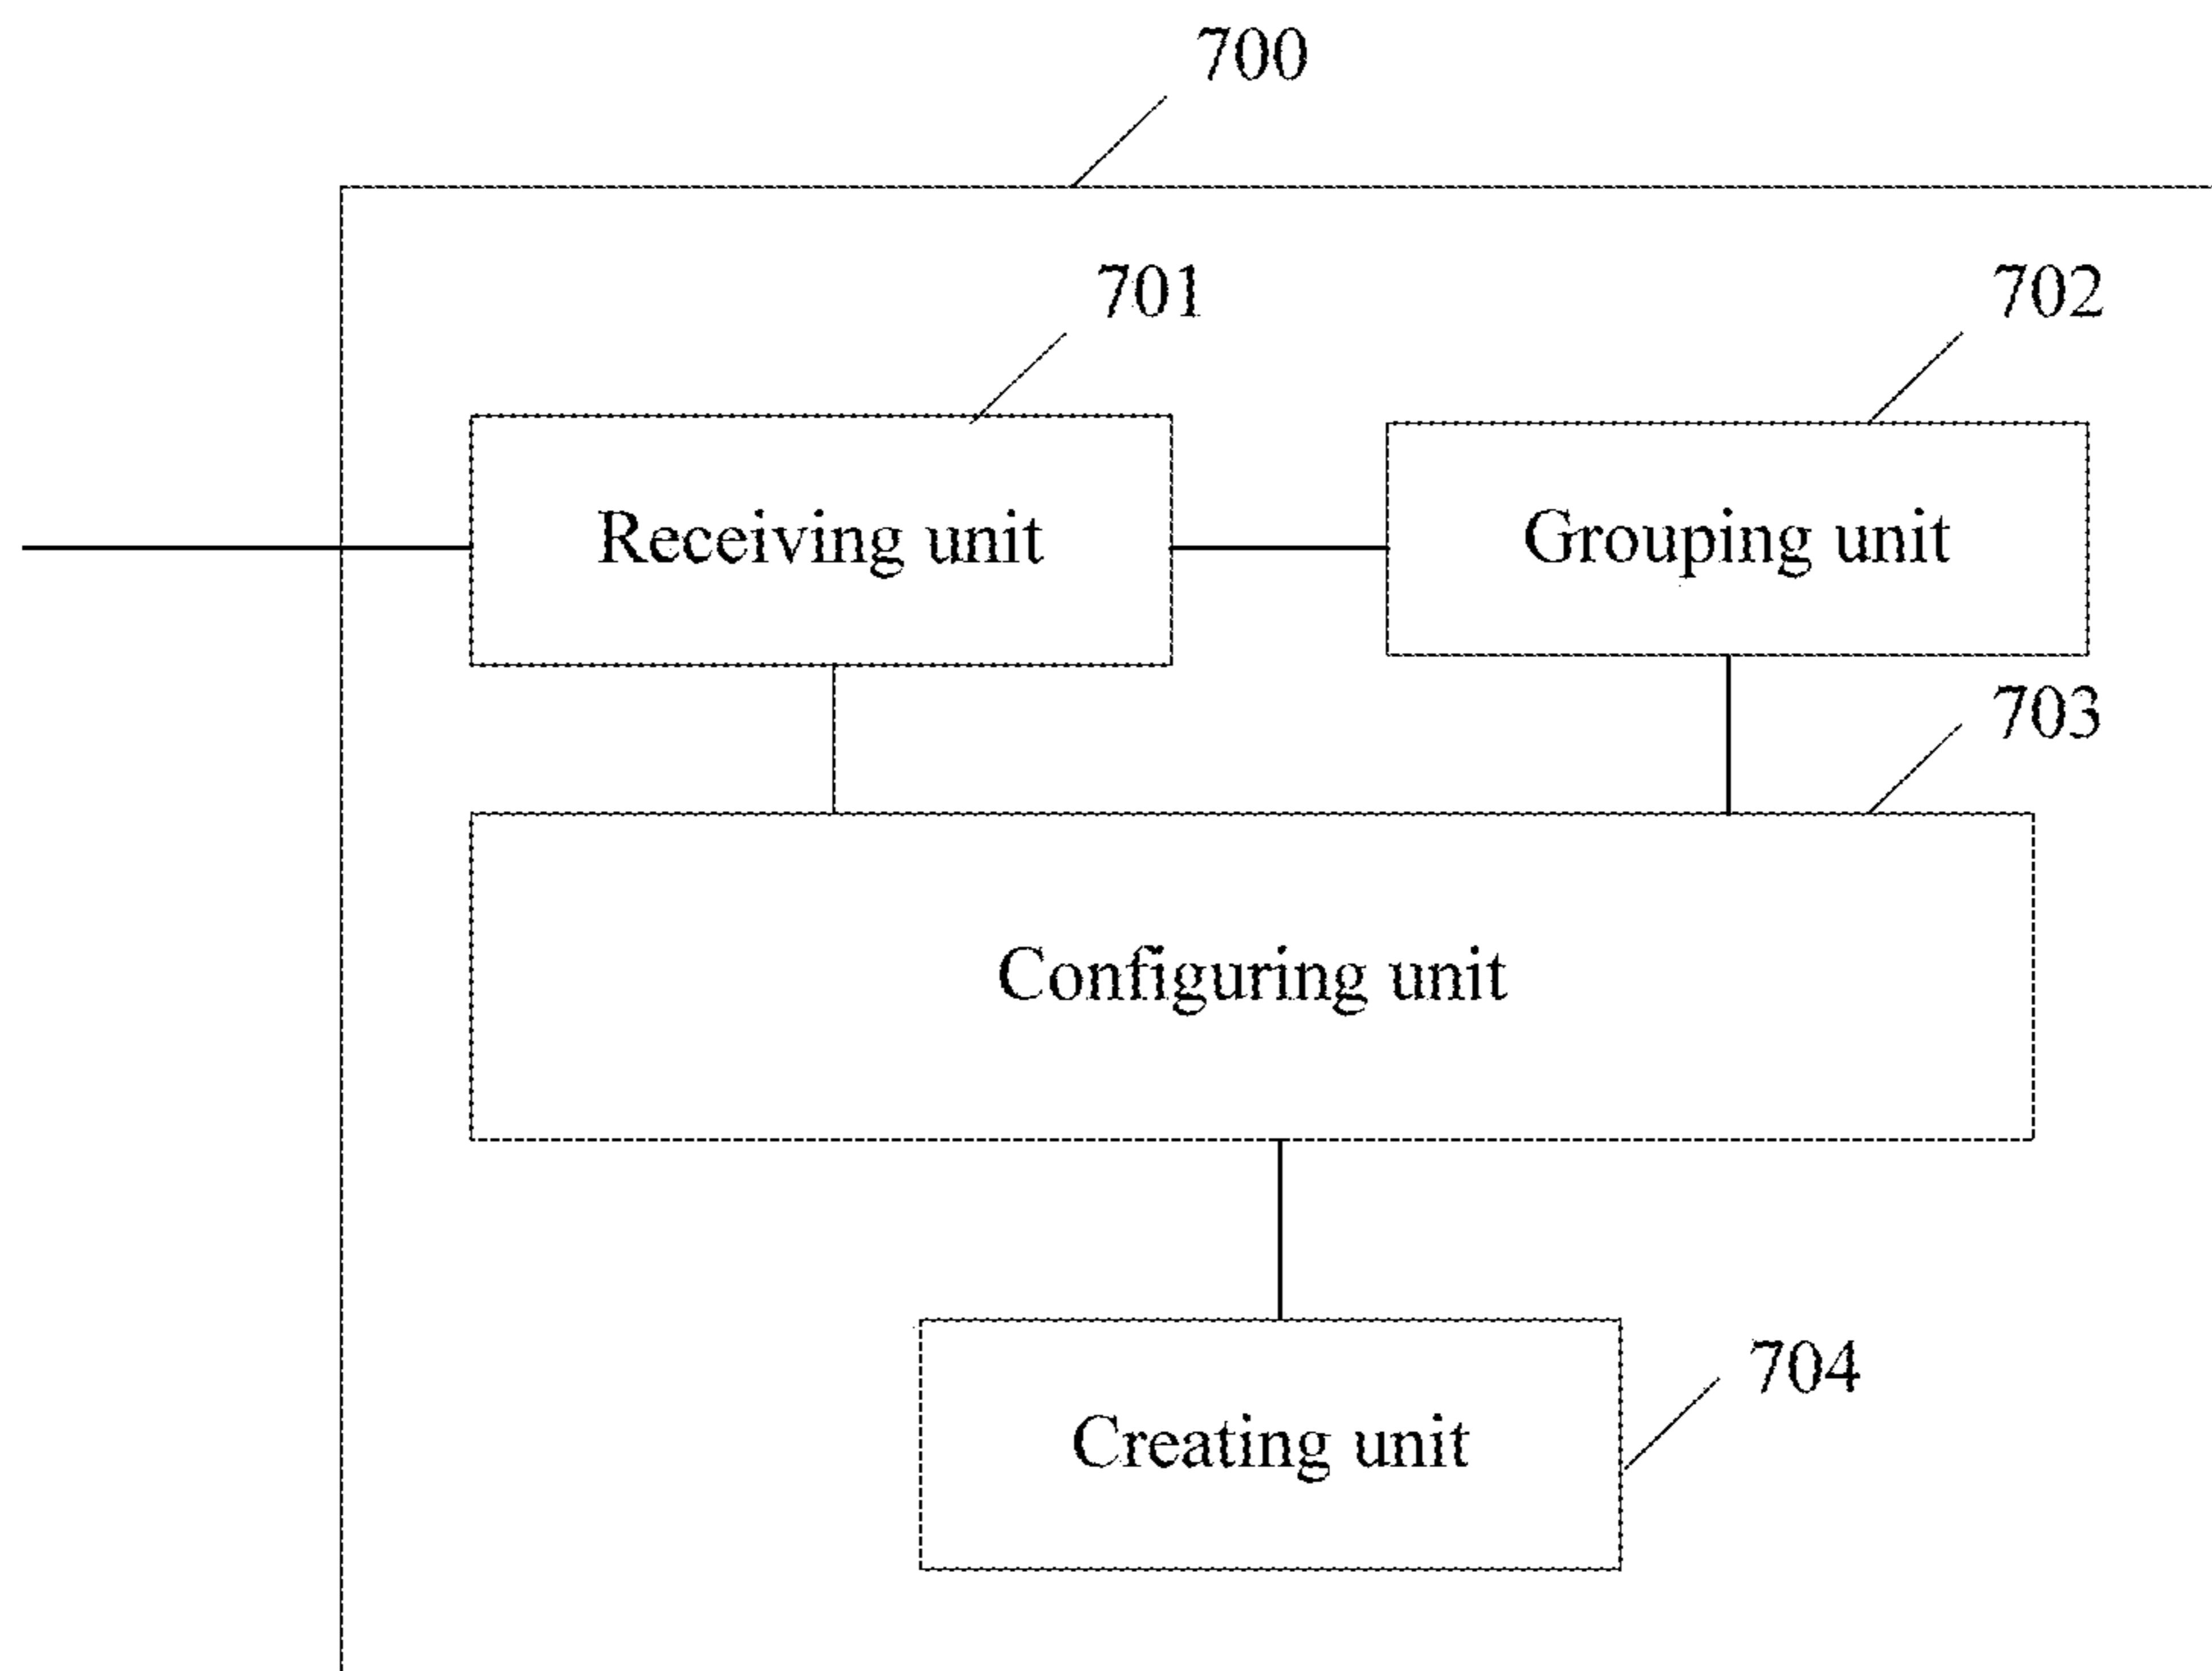 700
701
702
Receiving unit
Grouping unit
703
Configuring unit
704
Creating unit